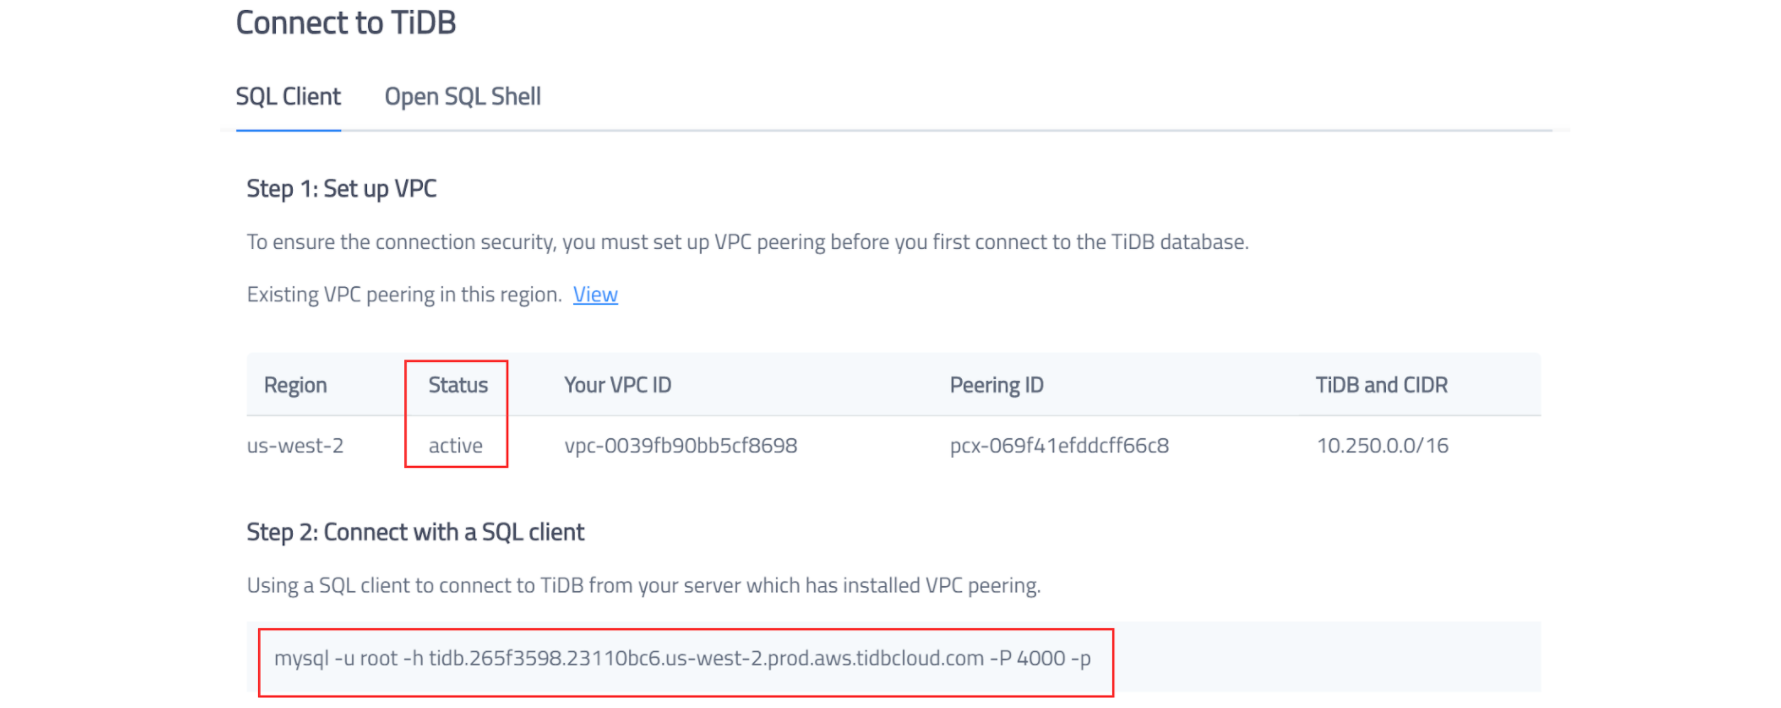 Connect to TiDB
SQL Client Open SQL Shell
Step 1: Set up VPC
To ensure the connection security, you must set up VPC peering before you first connect to the TiDB database.
Existing VPC peering in this region. View
Region Status Your VPC ID Peering ID TiDB and CIDR
us-west-2 active vpc-0039fb90bb5cf8698 pcx-069f41efddcff66c8 10.250.0.0/16
Step 2: Connect with a SQL client
Using a SQL client to connect to TiDB from your server which has installed VPC peering.
mysql -u root -h tidb.265f3598.23110bc6.us-west-2.prod.aws.tidbcloud.com -P 4000 -p